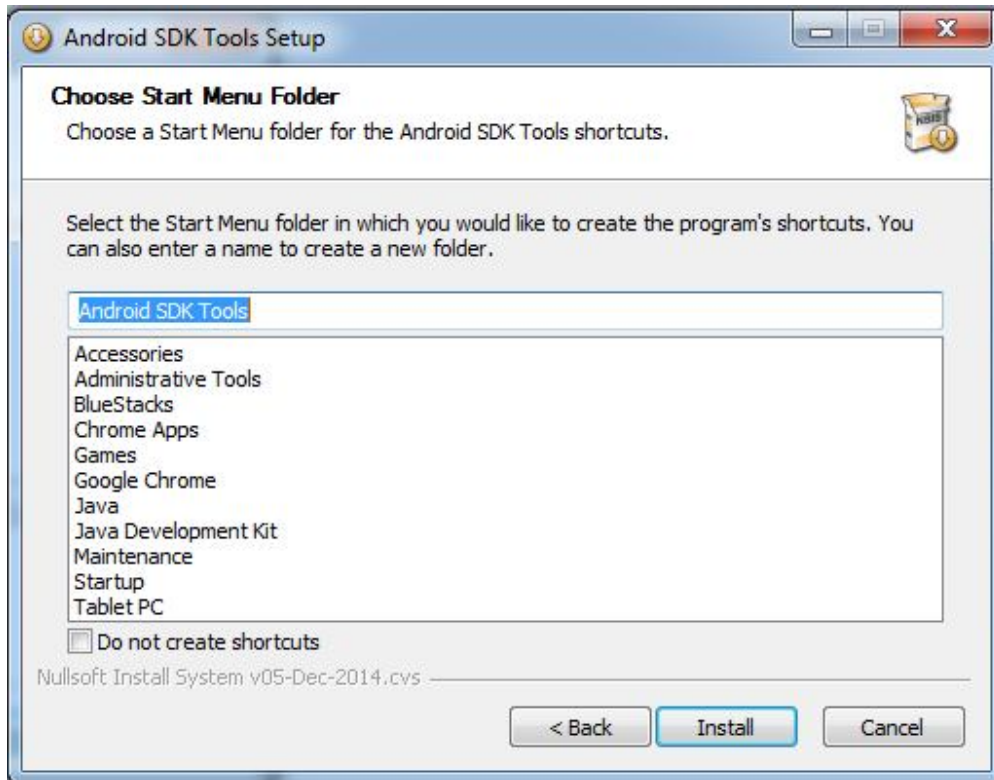 Android SDK Tools Setup
Choose Start Menu Folder
Choose a Start Menu folder for the Android SDK Tools shortcuts.
Select the Start Menu folder in which you would like to create the program's shortcuts. You
can also enter a name to create a new folder.
Android SDK Tools
Accessories
Administrative Tools
BlueStacks
Chrome Apps
Games
Google Chrome
Java
Java Development Kit
Maintenance
Startup
Tablet PC
Do not create shortcuts
Nullsoft Install System v05-Dec-2014.cvs
< Back
Install
Cancel